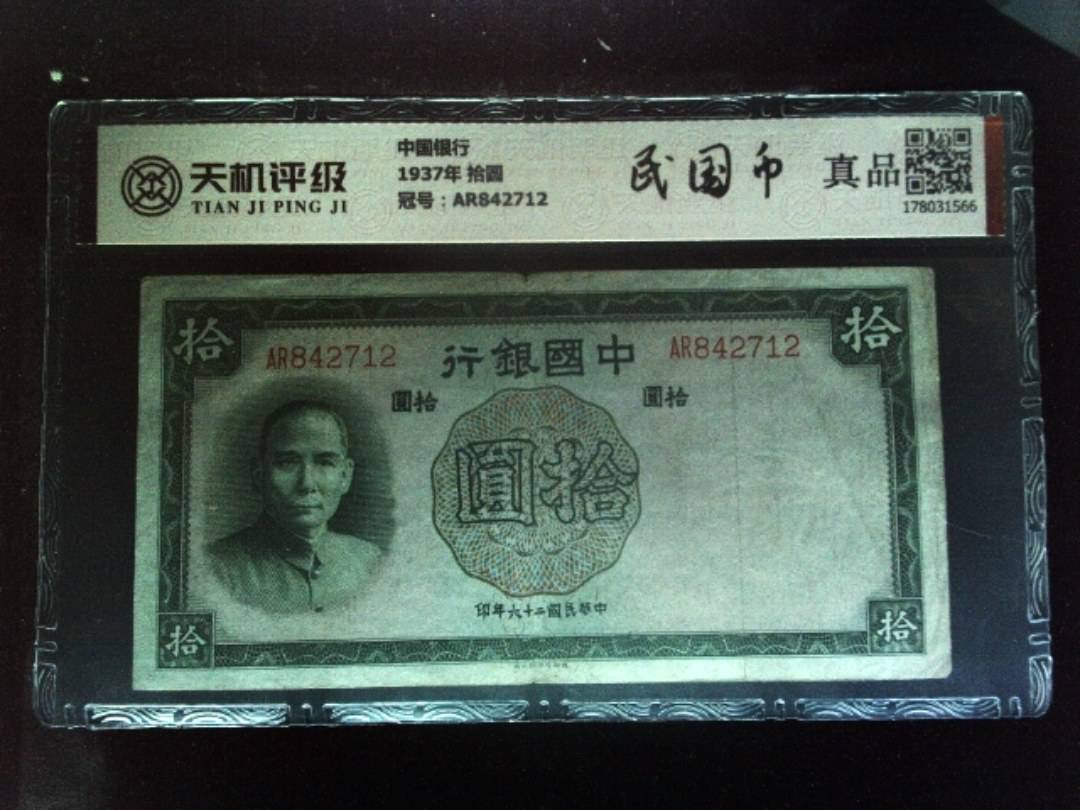 天机评级
TIAN JI PING JI
中国银行
1937年 拾圆
冠号：AR842712
民国币
真品
178031566
拾
拾
AR842712
行銀國中
AR842712
圓拾
圓拾
圓拾
印年六十二國民華中
拾
拾